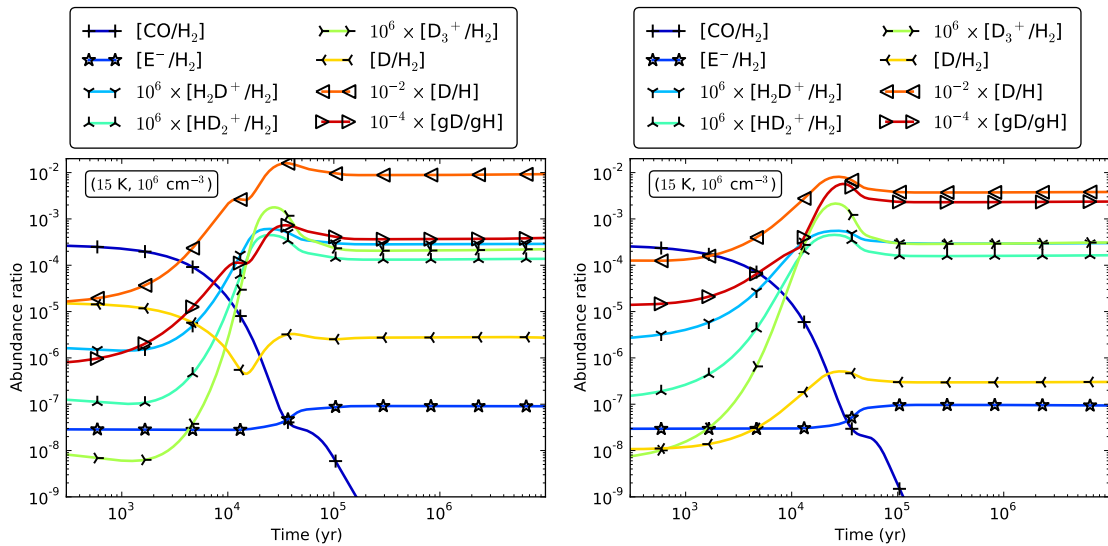 [CO/H₂]
[E⁻/H₂]
10⁶ × [H₂D⁺/H₂]
10⁶ × [HD₂⁺/H₂]
10⁶ × [D₃⁺/H₂]
[D/H₂]
10⁻² × [D/H]
10⁻⁴ × [gD/gH]
(15 K, 10⁶ cm⁻³)
10⁻²
10⁻³
10⁻⁴
10⁻⁵
10⁻⁶
10⁻⁷
10⁻⁸
10⁻⁹
Abundance ratio
10³
10⁴
10⁵
10⁶
Time (yr)
[CO/H₂]
[E⁻/H₂]
10⁶ × [H₂D⁺/H₂]
10⁶ × [HD₂⁺/H₂]
10⁶ × [D₃⁺/H₂]
[D/H₂]
10⁻² × [D/H]
10⁻⁴ × [gD/gH]
(15 K, 10⁶ cm⁻³)
10⁻²
10⁻³
10⁻⁴
10⁻⁵
10⁻⁶
10⁻⁷
10⁻⁸
10⁻⁹
Abundance ratio
10³
10⁴
10⁵
10⁶
Time (yr)